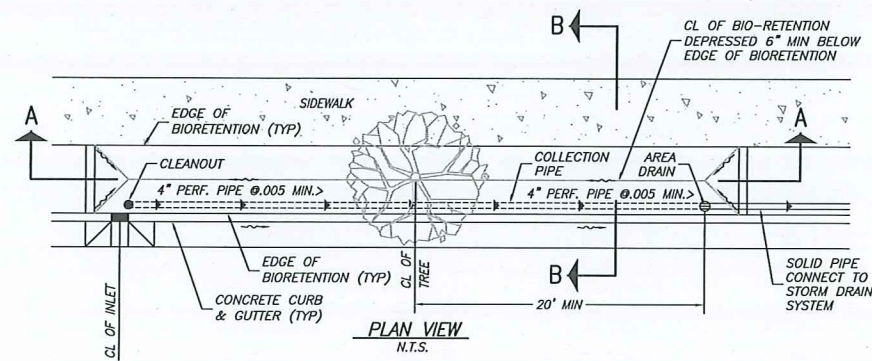 B
CL OF BIO-RETENTION
DEPRESSED 6" MIN BELOW
EDGE OF BIORETENTION
A
EDGE OF
BIORETENTION (TYP)
SIDEWALK
A
CLEANOUT
COLLECTION
PIPE
AREA
DRAIN
4" PERF. PIPE @.005 MIN.>
4" PERF. PIPE @.005 MIN.>
EDGE OF
BIORETENTION (TYP)
CL OF
TREE
B
SOLID PIPE
CONNECT TO
STORM DRAIN
SYSTEM
CONCRETE CURB
& GUTTER (TYP)
20' MIN
CL OF INLET
PLAN VIEW
N.T.S.